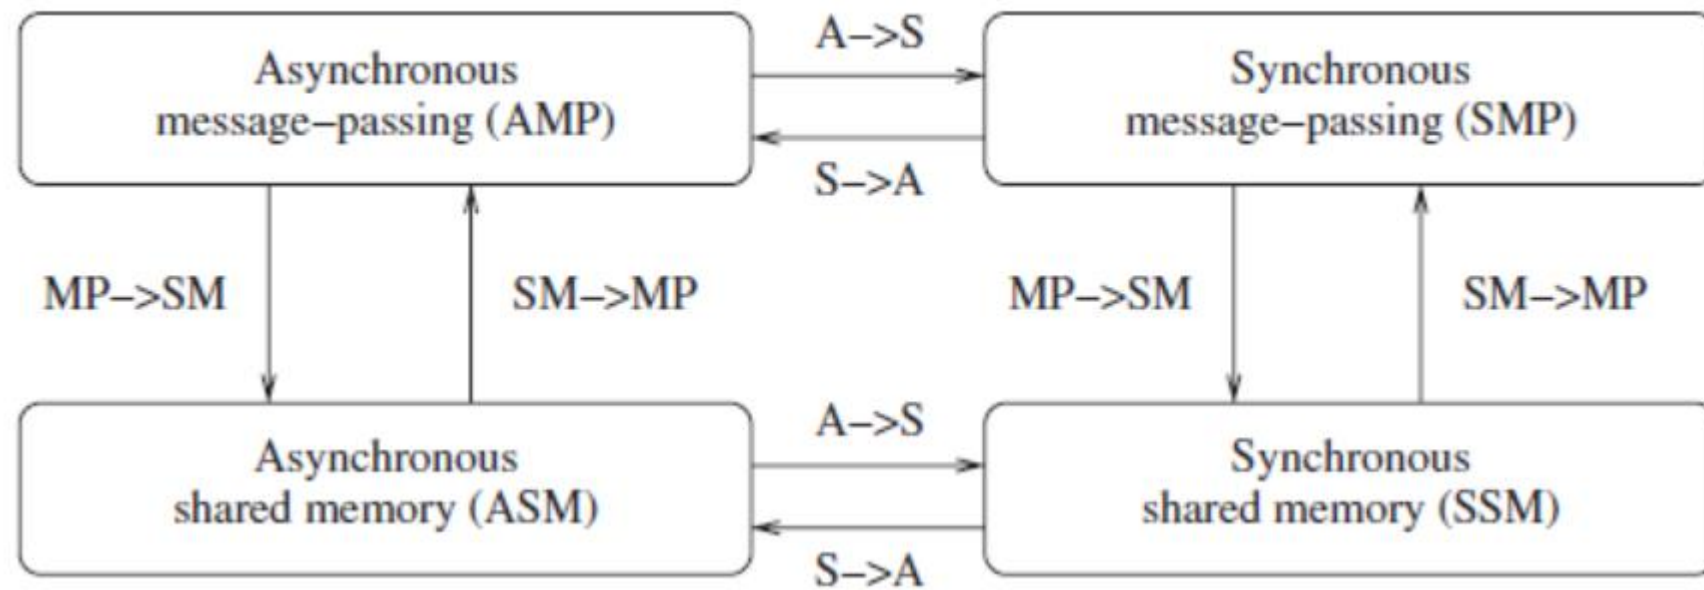 Asynchronous
message–passing (AMP)
A–>S
S–>A
Synchronous
message–passing (SMP)
MP–>SM
SM–>MP
MP–>SM
SM–>MP
Asynchronous
shared memory (ASM)
A–>S
S–>A
Synchronous
shared memory (SSM)